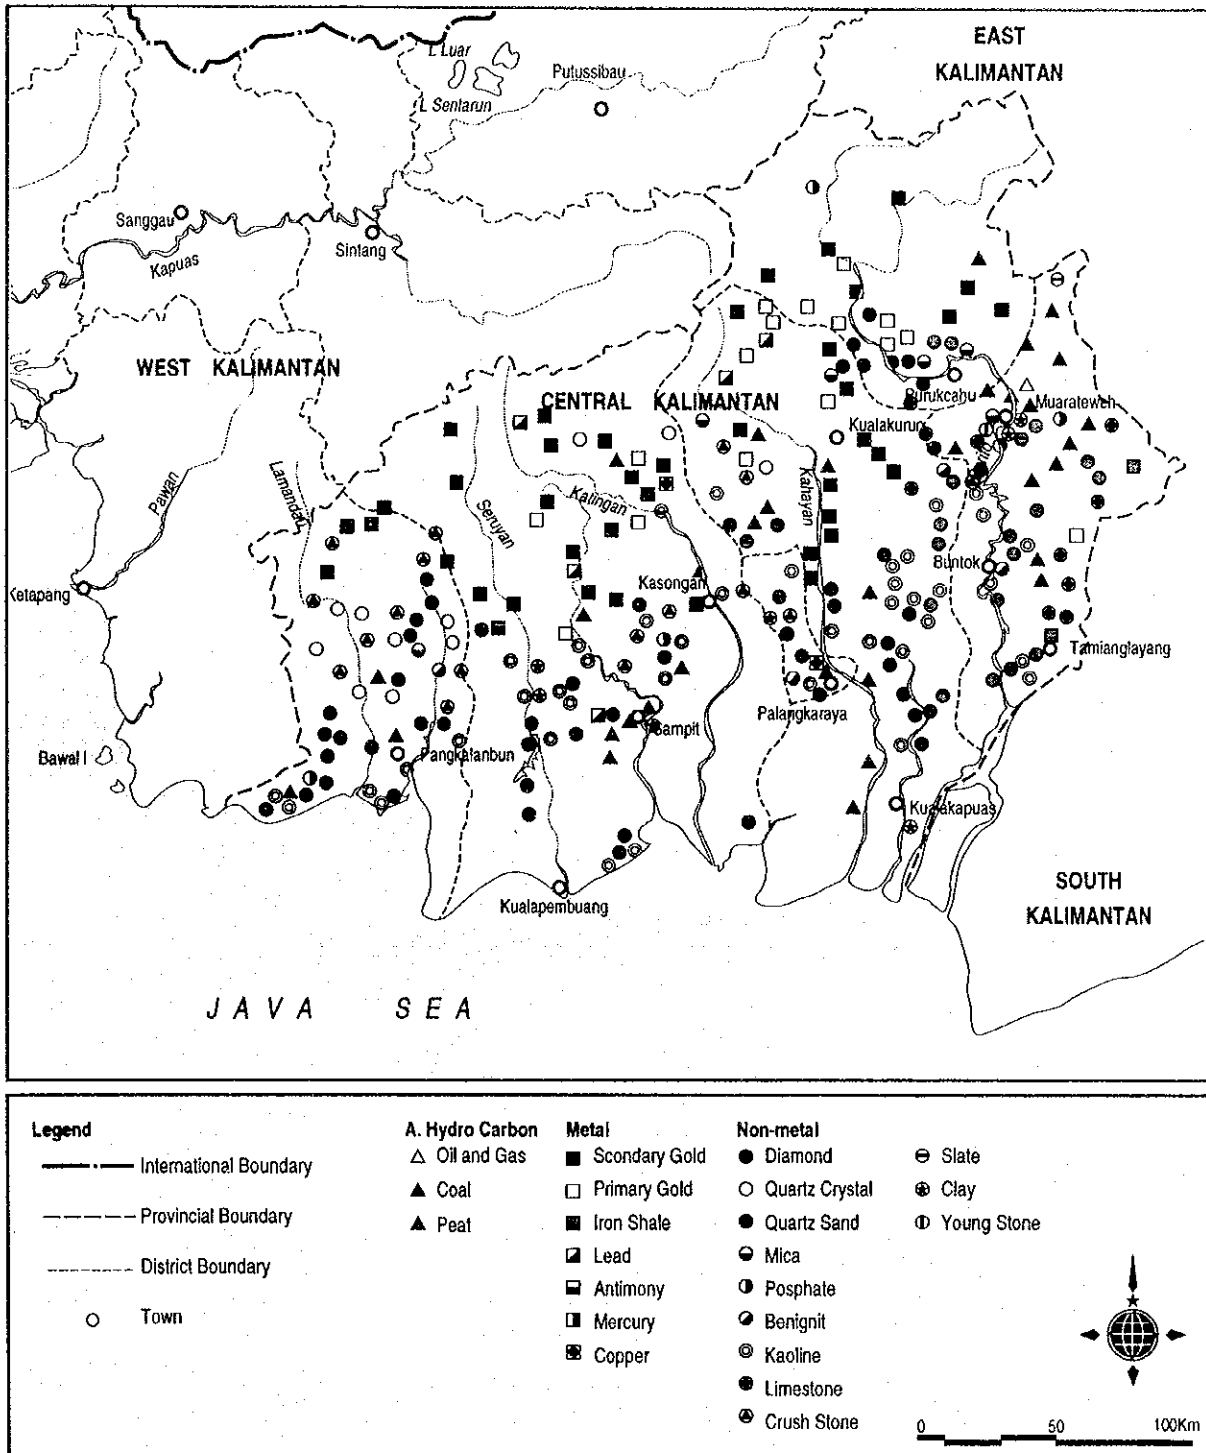 EAST
KALIMANTAN
L Luar
Putussibau
L Sentarun
Sanggau
Kapuas
Sintang
WEST KALIMANTAN
CENTRAL KALIMANTAN
Purukcahu
Muarateweh
Kualakurun
Pawan
Lamandau
Seruyan
Katingan
Kahayan
Ketapang
Kasongan
Buntok
Tamianglayang
Palangkaraya
Sampit
Pangkalanbun
Bawal I
Kualakapuas
Kualapembuang
SOUTH
KALIMANTAN
JAVA SEA
Legend
International Boundary
Provincial Boundary
District Boundary
Town
A. Hydro Carbon
Oil and Gas
Coal
Peat
Metal
Scondary Gold
Primary Gold
Iron Shale
Lead
Antimony
Mercury
Copper
Non-metal
Diamond
Quartz Crystal
Quartz Sand
Mica
Posphate
Benignit
Kaoline
Limestone
Crush Stone
Slate
Clay
Young Stone
0 50 100Km